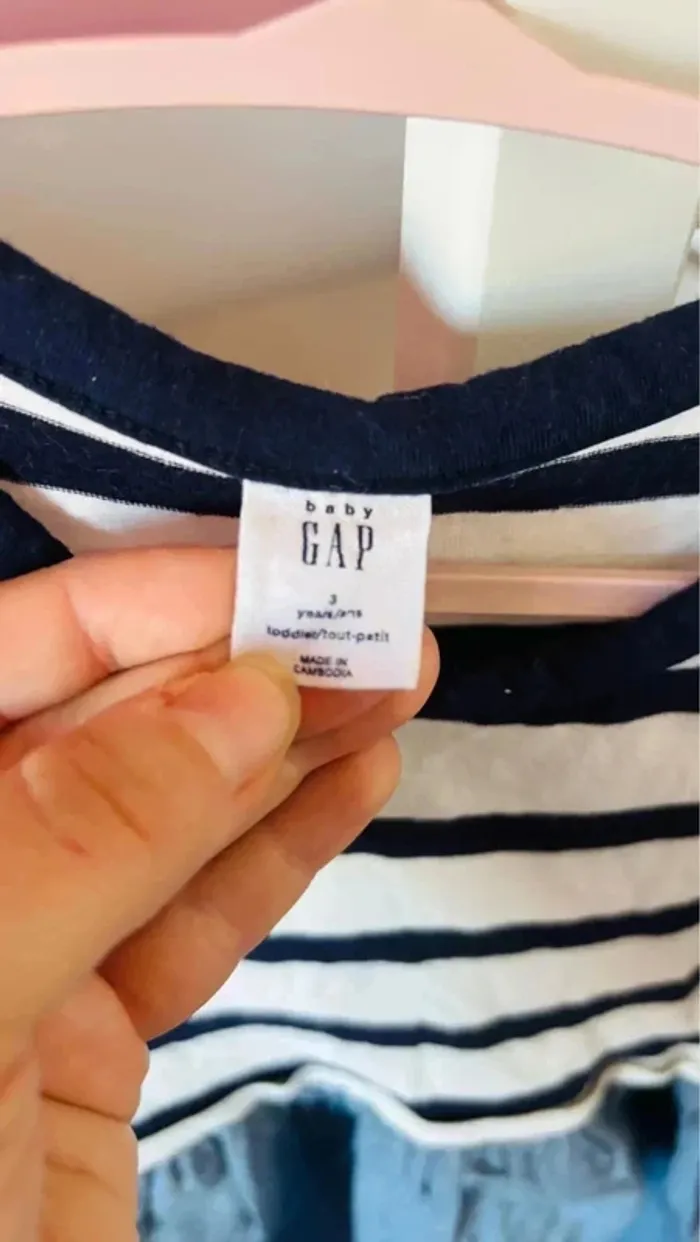 baby
GAP
3
years/ans
toddler/tout-petit
MADE IN
CAMBODIA